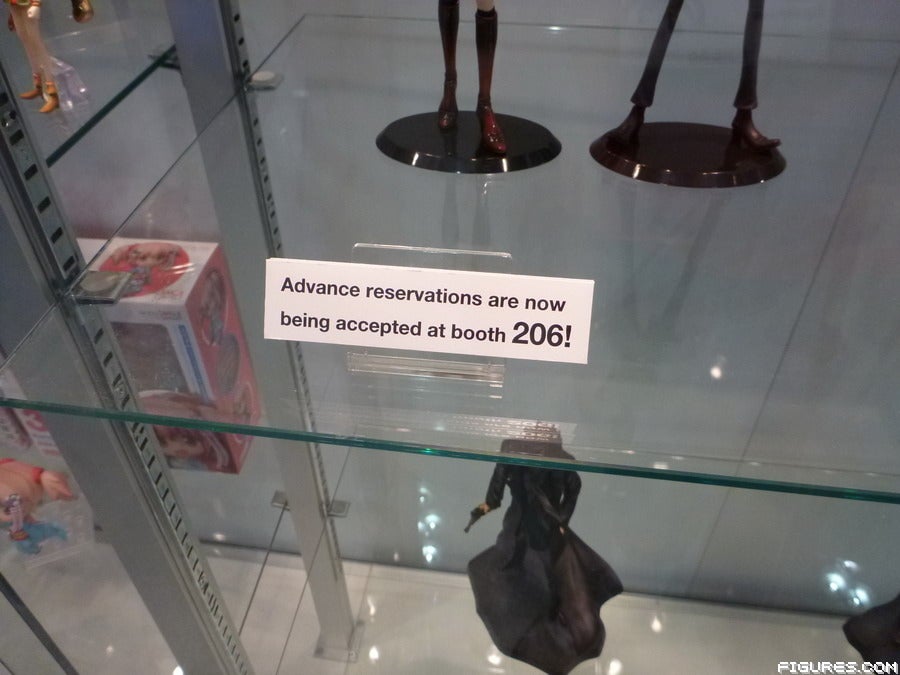 Advance reservations are now
being accepted at booth 206!
FIGURES.COM